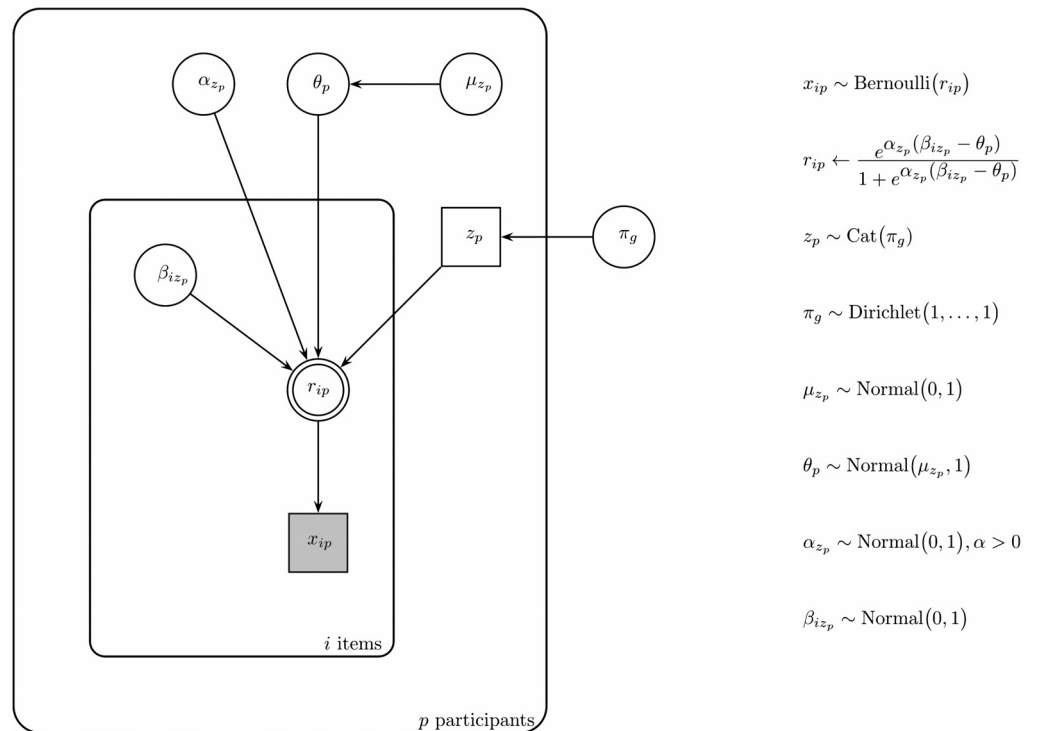 α_{z_p} θ_p μ_{z_p}
z_p π_g
β_{iz_p}
r_{ip}
x_{ip}
i items
p participants
x_{ip} ∼ Bernoulli(r_{ip})
r_{ip} ← \frac{e^{α_{z_p}(β_{iz_p} − θ_p)}}{1 + e^{α_{z_p}(β_{iz_p} − θ_p)}}
z_p ∼ Cat(π_g)
π_g ∼ Dirichlet(1, . . . , 1)
μ_{z_p} ∼ Normal(0, 1)
θ_p ∼ Normal(μ_{z_p}, 1)
α_{z_p} ∼ Normal(0, 1), α > 0
β_{iz_p} ∼ Normal(0, 1)